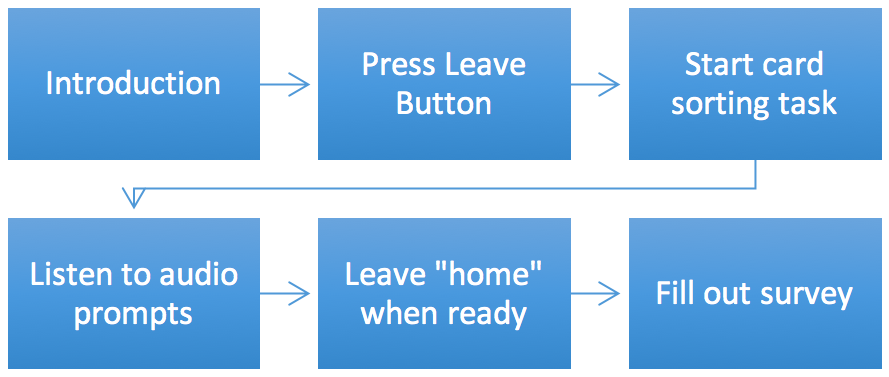 Introduction
Press Leave
Button
Start card
sorting task
Listen to audio
prompts
Leave "home"
when ready
Fill out survey